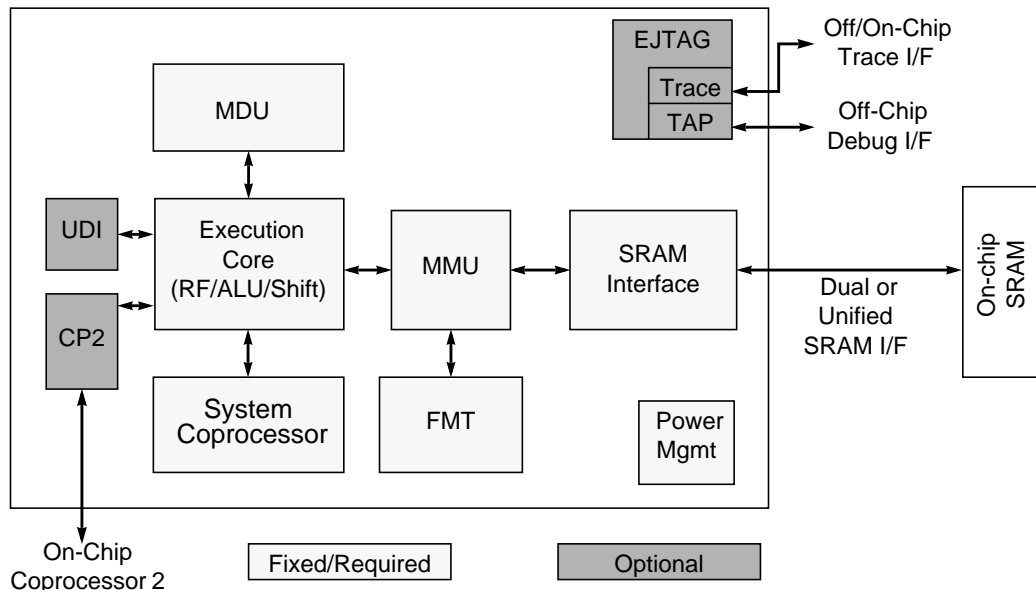 EJTAG
Trace
TAP
Off/On-Chip
Trace I/F
Off-Chip
Debug I/F
MDU
UDI
Execution
Core
(RF/ALU/Shift)
MMU
SRAM
Interface
On-chip
SRAM
Dual or
Unified
SRAM I/F
CP2
System
Coprocessor
FMT
Power
Mgmt
On-Chip
Coprocessor 2
Fixed/Required
Optional